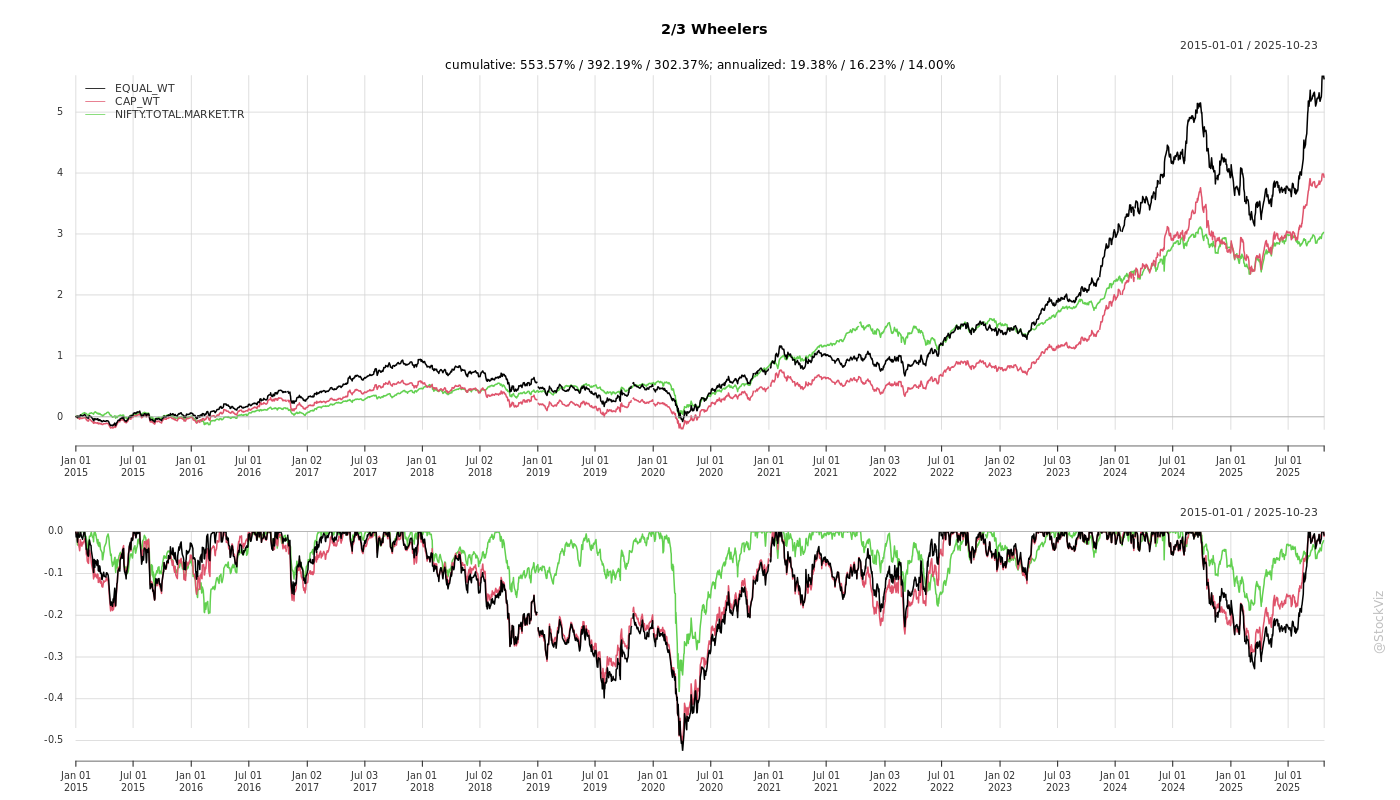 2/3 Wheelers
2015-01-01 / 2025-10-23
cumulative: 553.57% / 392.19% / 302.37%; annualized: 19.38% / 16.23% / 14.00%
EQUAL_WT
CAP_WT
NIFTY.TOTAL.MARKET.TR
5
4
3
2
1
0
Jan 01 Jul 01 Jan 01 Jul 01 Jan 02 Jul 03 Jan 01 Jul 02 Jan 01 Jul 01 Jan 01 Jul 01 Jan 01 Jul 01 Jan 03 Jul 01 Jan 02 Jul 03 Jan 01 Jul 01 Jan 01 Jul 01
2015 2015 2016 2016 2017 2017 2018 2018 2019 2019 2020 2020 2021 2021 2022 2022 2023 2023 2024 2024 2025 2025
2015-01-01 / 2025-10-23
0.0
-0.1
-0.2
-0.3
-0.4
-0.5
Jan 01 Jul 01 Jan 01 Jul 01 Jan 02 Jul 03 Jan 01 Jul 02 Jan 01 Jul 01 Jan 01 Jul 01 Jan 01 Jul 01 Jan 03 Jul 01 Jan 02 Jul 03 Jan 01 Jul 01 Jan 01 Jul 01
2015 2015 2016 2016 2017 2017 2018 2018 2019 2019 2020 2020 2021 2021 2022 2022 2023 2023 2024 2024 2025 2025
@StockViz